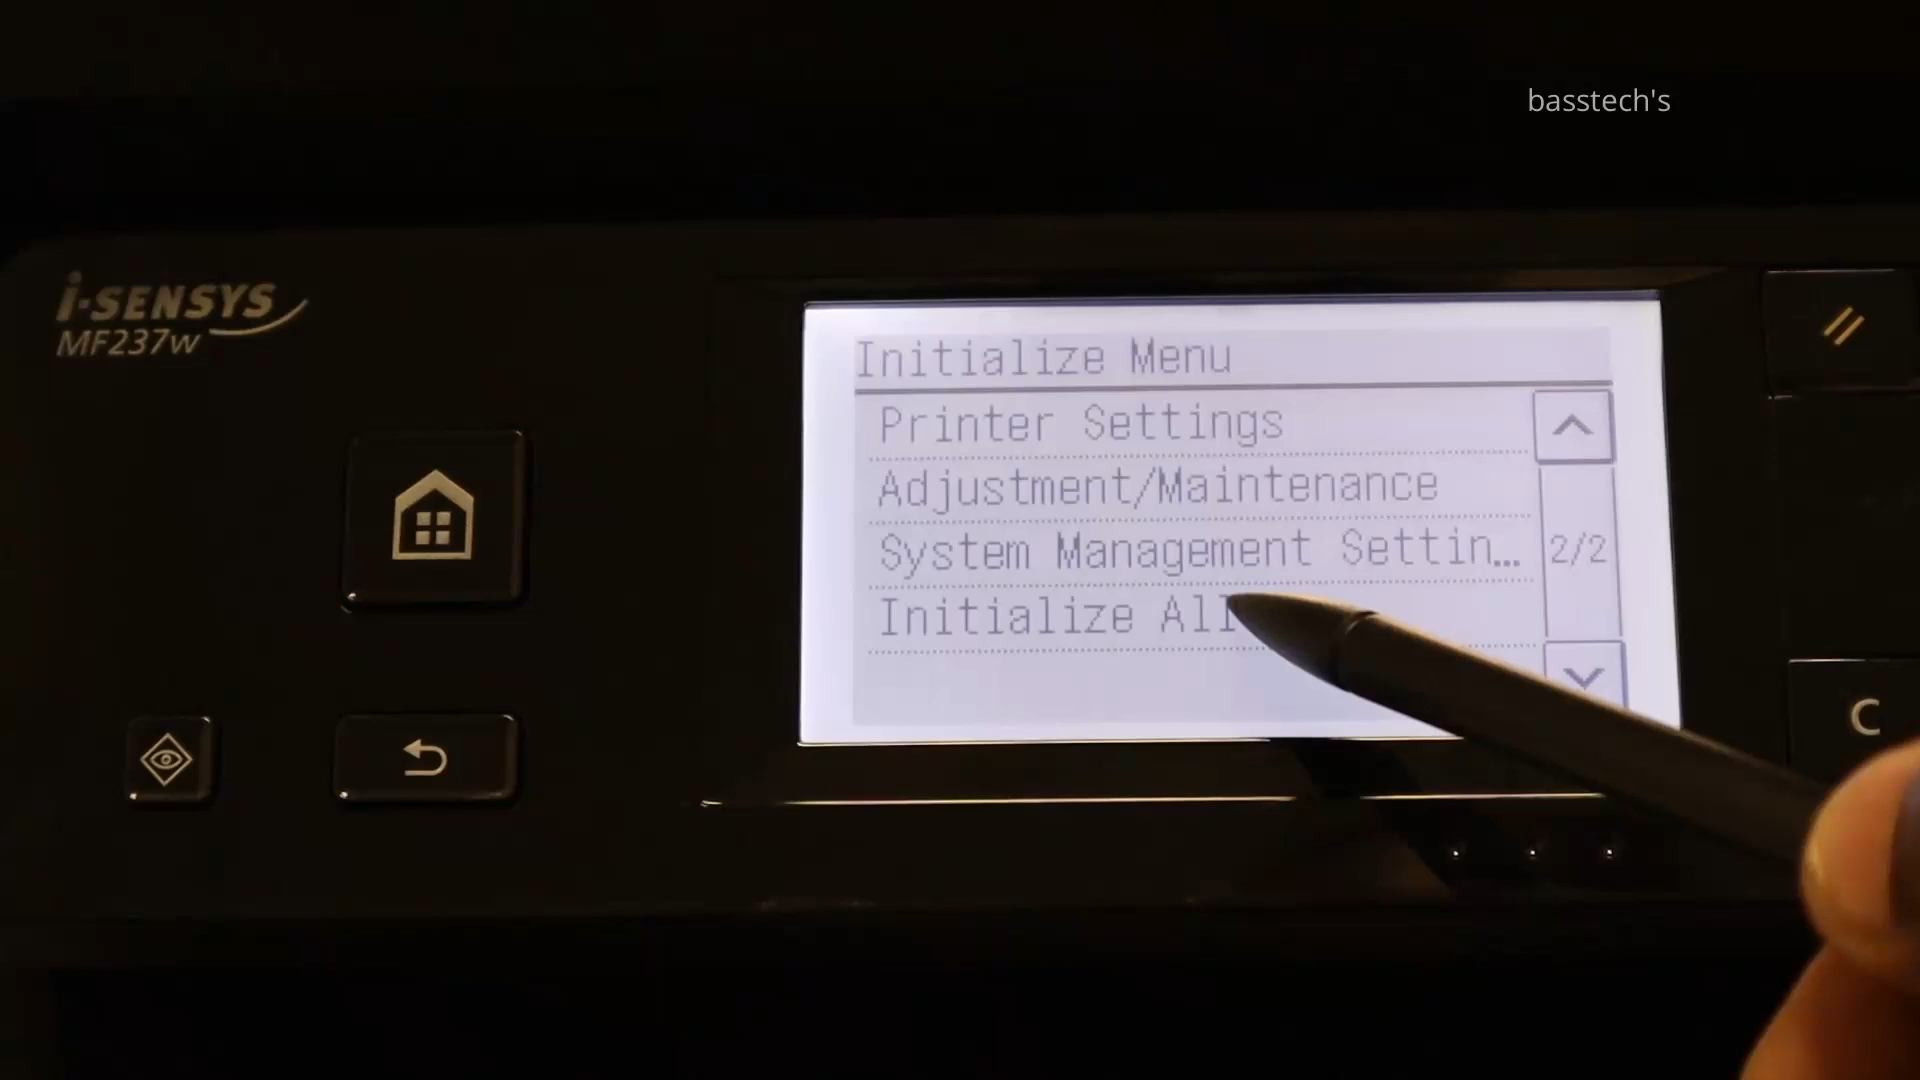 basstech's
i-SENSYS
MF237w
Initialize Menu
Printer Settings
Adjustment/Maintenance
System Management Settin...
2/2
Initialize All
C